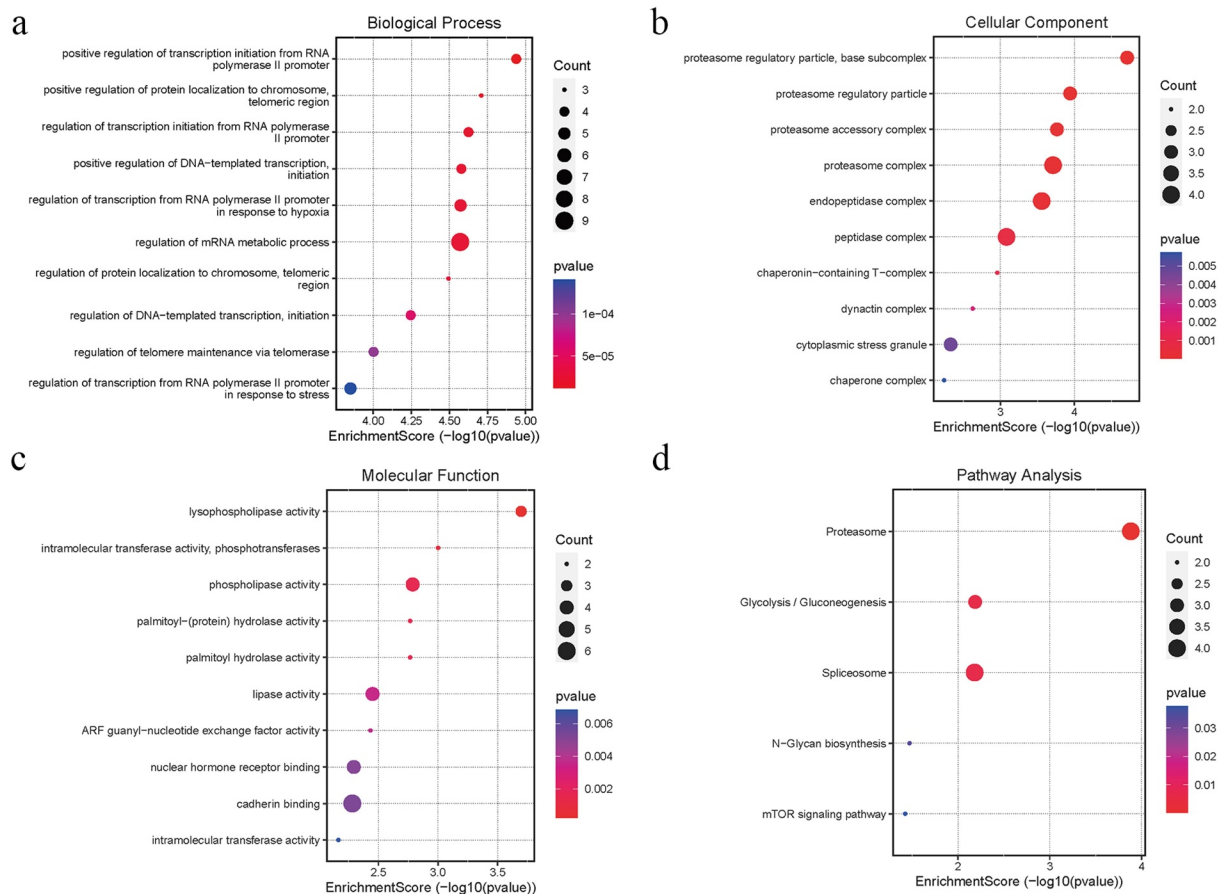 a
Biological Process
positive regulation of transcription initiation from RNA
polymerase II promoter
positive regulation of protein localization to chromosome,
telomeric region
regulation of transcription initiation from RNA polymerase
II promoter
positive regulation of DNA−templated transcription,
initiation
regulation of transcription from RNA polymerase II promoter
in response to hypoxia
regulation of mRNA metabolic process
regulation of protein localization to chromosome, telomeric
region
regulation of DNA−templated transcription, initiation
regulation of telomere maintenance via telomerase
regulation of transcription from RNA polymerase II promoter
in response to stress
4.00 4.25 4.50 4.75 5.00
EnrichmentScore (−log10(pvalue))
Count
3
4
5
6
7
8
9
pvalue
1e−04
5e−05
b
Cellular Component
proteasome regulatory particle, base subcomplex
proteasome regulatory particle
proteasome accessory complex
proteasome complex
endopeptidase complex
peptidase complex
chaperonin−containing T−complex
dynactin complex
cytoplasmic stress granule
chaperone complex
3 4
EnrichmentScore (−log10(pvalue))
Count
2.0
2.5
3.0
3.5
4.0
pvalue
0.005
0.004
0.003
0.002
0.001
c
Molecular Function
lysophospholipase activity
intramolecular transferase activity, phosphotransferases
phospholipase activity
palmitoyl−(protein) hydrolase activity
palmitoyl hydrolase activity
lipase activity
ARF guanyl−nucleotide exchange factor activity
nuclear hormone receptor binding
cadherin binding
intramolecular transferase activity
2.5 3.0 3.5
EnrichmentScore (−log10(pvalue))
Count
2
3
4
5
6
pvalue
0.006
0.004
0.002
d
Pathway Analysis
Proteasome
Glycolysis / Gluconeogenesis
Spliceosome
N−Glycan biosynthesis
mTOR signaling pathway
2 3 4
EnrichmentScore (−log10(pvalue))
Count
2.0
2.5
3.0
3.5
4.0
pvalue
0.03
0.02
0.01